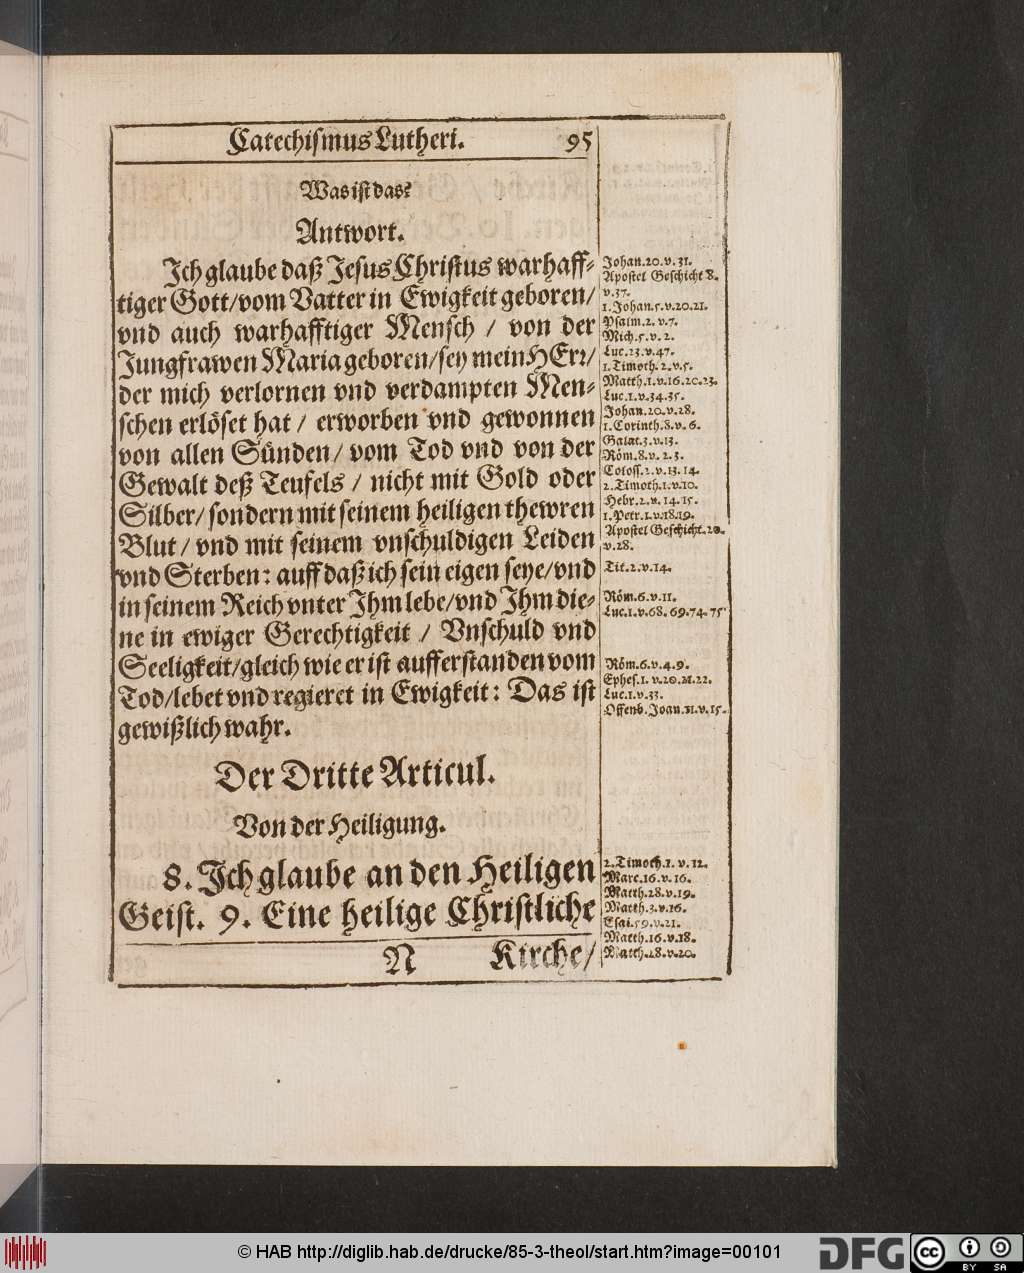 Catechiſmus Lutheri. 95
Was iſt das?
Antwort.
Ich glaube daß Jeſus Chriſtus warhaff⸗
tiger Gott/vom Vatter in Ewigkeit geboren/
vnd auch warhafftiger Menſch / von der
Jungfrawen Maria geboren/ſey mein HErꝛ/
der mich verlornen vnd verdampten Men⸗
ſchen erlöſet hat / erworben vnd gewonnen
von allen Sünden/ vom Tod vnd von der
Gewalt deß Teufels / nicht mit Gold oder
Silber/ ſondern mit ſeinem heiligen thewren
Blut/ vnd mit ſeinem vnſchuldigen Leiden
vnd Sterben: auff daß ich ſein eigen ſeye/vnd
in ſeinem Reich vnter Ihm lebe/vnd Ihm die⸗
ne in ewiger Gerechtigkeit / Vnſchuld vnd
Seeligkeit/gleich wie er iſt aufferſtanden vom
Tod/lebet vnd regieret in Ewigkeit: Das iſt
gewißlich wahr.
Der Dritte Articul.
Von der Heiligung.
8. Ich glaube an den Heiligen
Geiſt. 9. Eine heilige Chriſtliche
N Kirche/
Johan.20.v.31.
Apoſtel Geſchicht 8.
v.37.
1.Johan.5.v.20.21.
Pſalm.2.v.7.
Mich.5.v.2.
Luc.23.v.47.
1.Timoth.2.v.5.
Matth.1.v.16.20.23.
Luc.1.v.34.35.
Johan.20.v.28.
1.Corinth.8.v.6.
Galat.3.v.13.
Röm.8.v.2.3.
Coloſſ.2.v.13.14.
2.Timoth.1.v.10.
Hebr.2.v.14.15.
1.Petr.1.v.18.19.
Apoſtel Geſchicht.20.
v.28.
Tit.2.v.14.
Röm.6.v.11.
Luc.1.v.68.69.74.75
Röm.6.v.4.9.
Epheſ.1.v.20.21.22.
Luc.1.v.33.
Offenb.Joan.11.v.15.
2.Timoth.1.v.12.
Marc.16.v.16.
Matth.28.v.19.
Matth.3.v.16.
Eſai.59.v.21.
Matth.16.v.18.
Matth.28.v.20.
© HAB http://diglib.hab.de/drucke/85-3-theol/start.htm?image=00101
DFG
cc BY SA